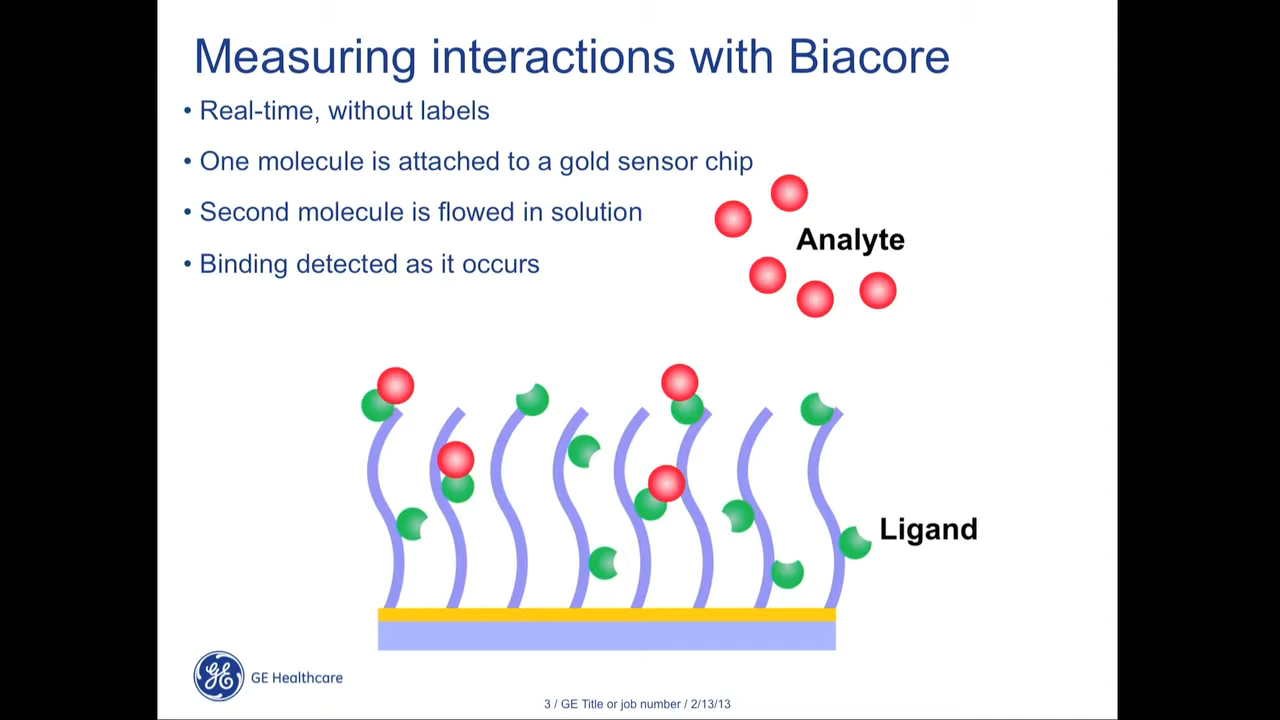 Measuring interactions with Biacore
• Real-time, without labels
• One molecule is attached to a gold sensor chip
• Second molecule is flowed in solution
• Binding detected as it occurs
Analyte
Ligand
GE
GE Healthcare
3 / GE Title or job number / 2/13/13